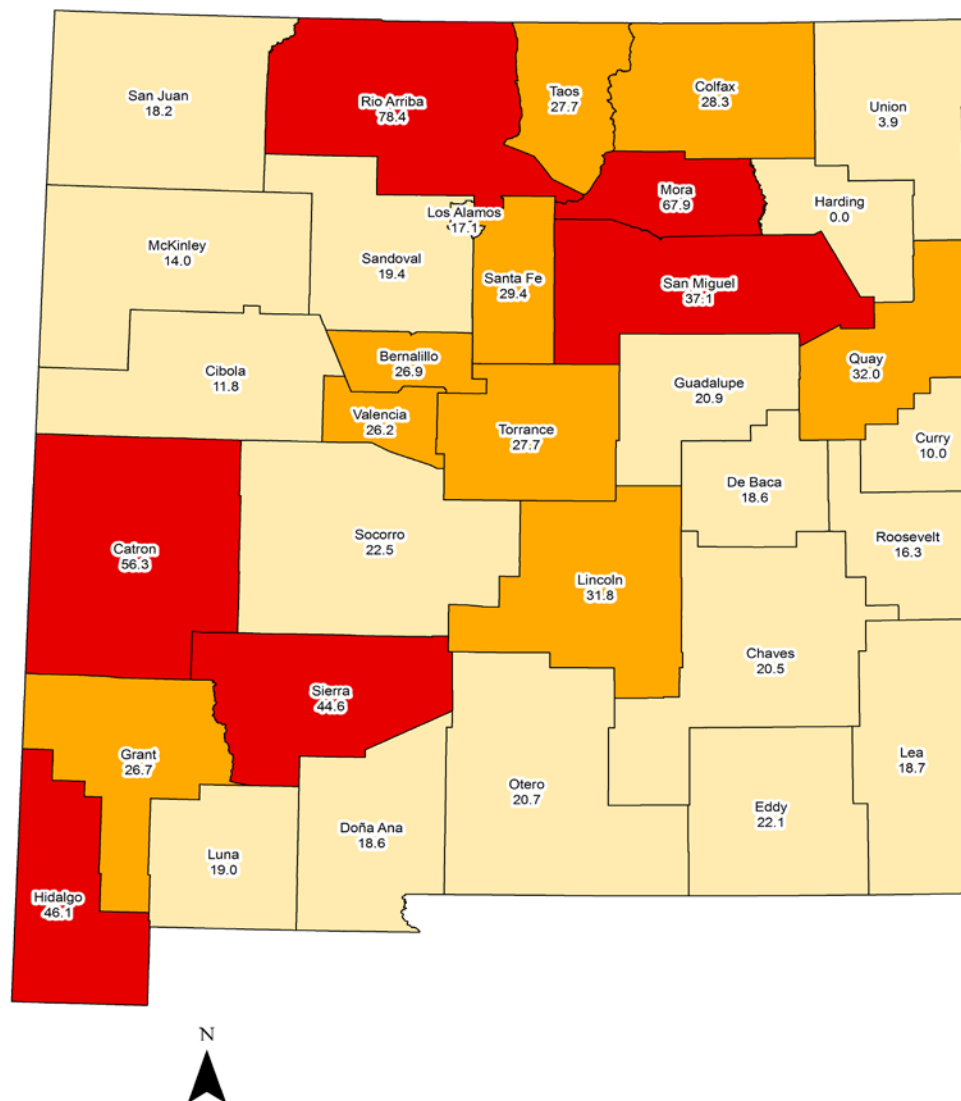 San Juan
18.2
Rio Arriba
78.4
Taos
27.7
Colfax
28.3
Union
3.9
Mora
67.9
Harding
0.0
Los Alamos
17.1
McKinley
14.0
Sandoval
19.4
Santa Fe
29.4
San Miguel
37.1
Bernalillo
26.9
Quay
32.0
Cibola
11.8
Guadalupe
20.9
Valencia
26.2
Torrance
27.7
Curry
10.0
De Baca
18.6
Socorro
22.5
Roosevelt
16.3
Catron
56.3
Lincoln
31.8
Chaves
20.5
Sierra
44.6
Lea
18.7
Grant
26.7
Otero
20.7
Eddy
22.1
Doña Ana
18.6
Luna
19.0
Hidalgo
46.1
N